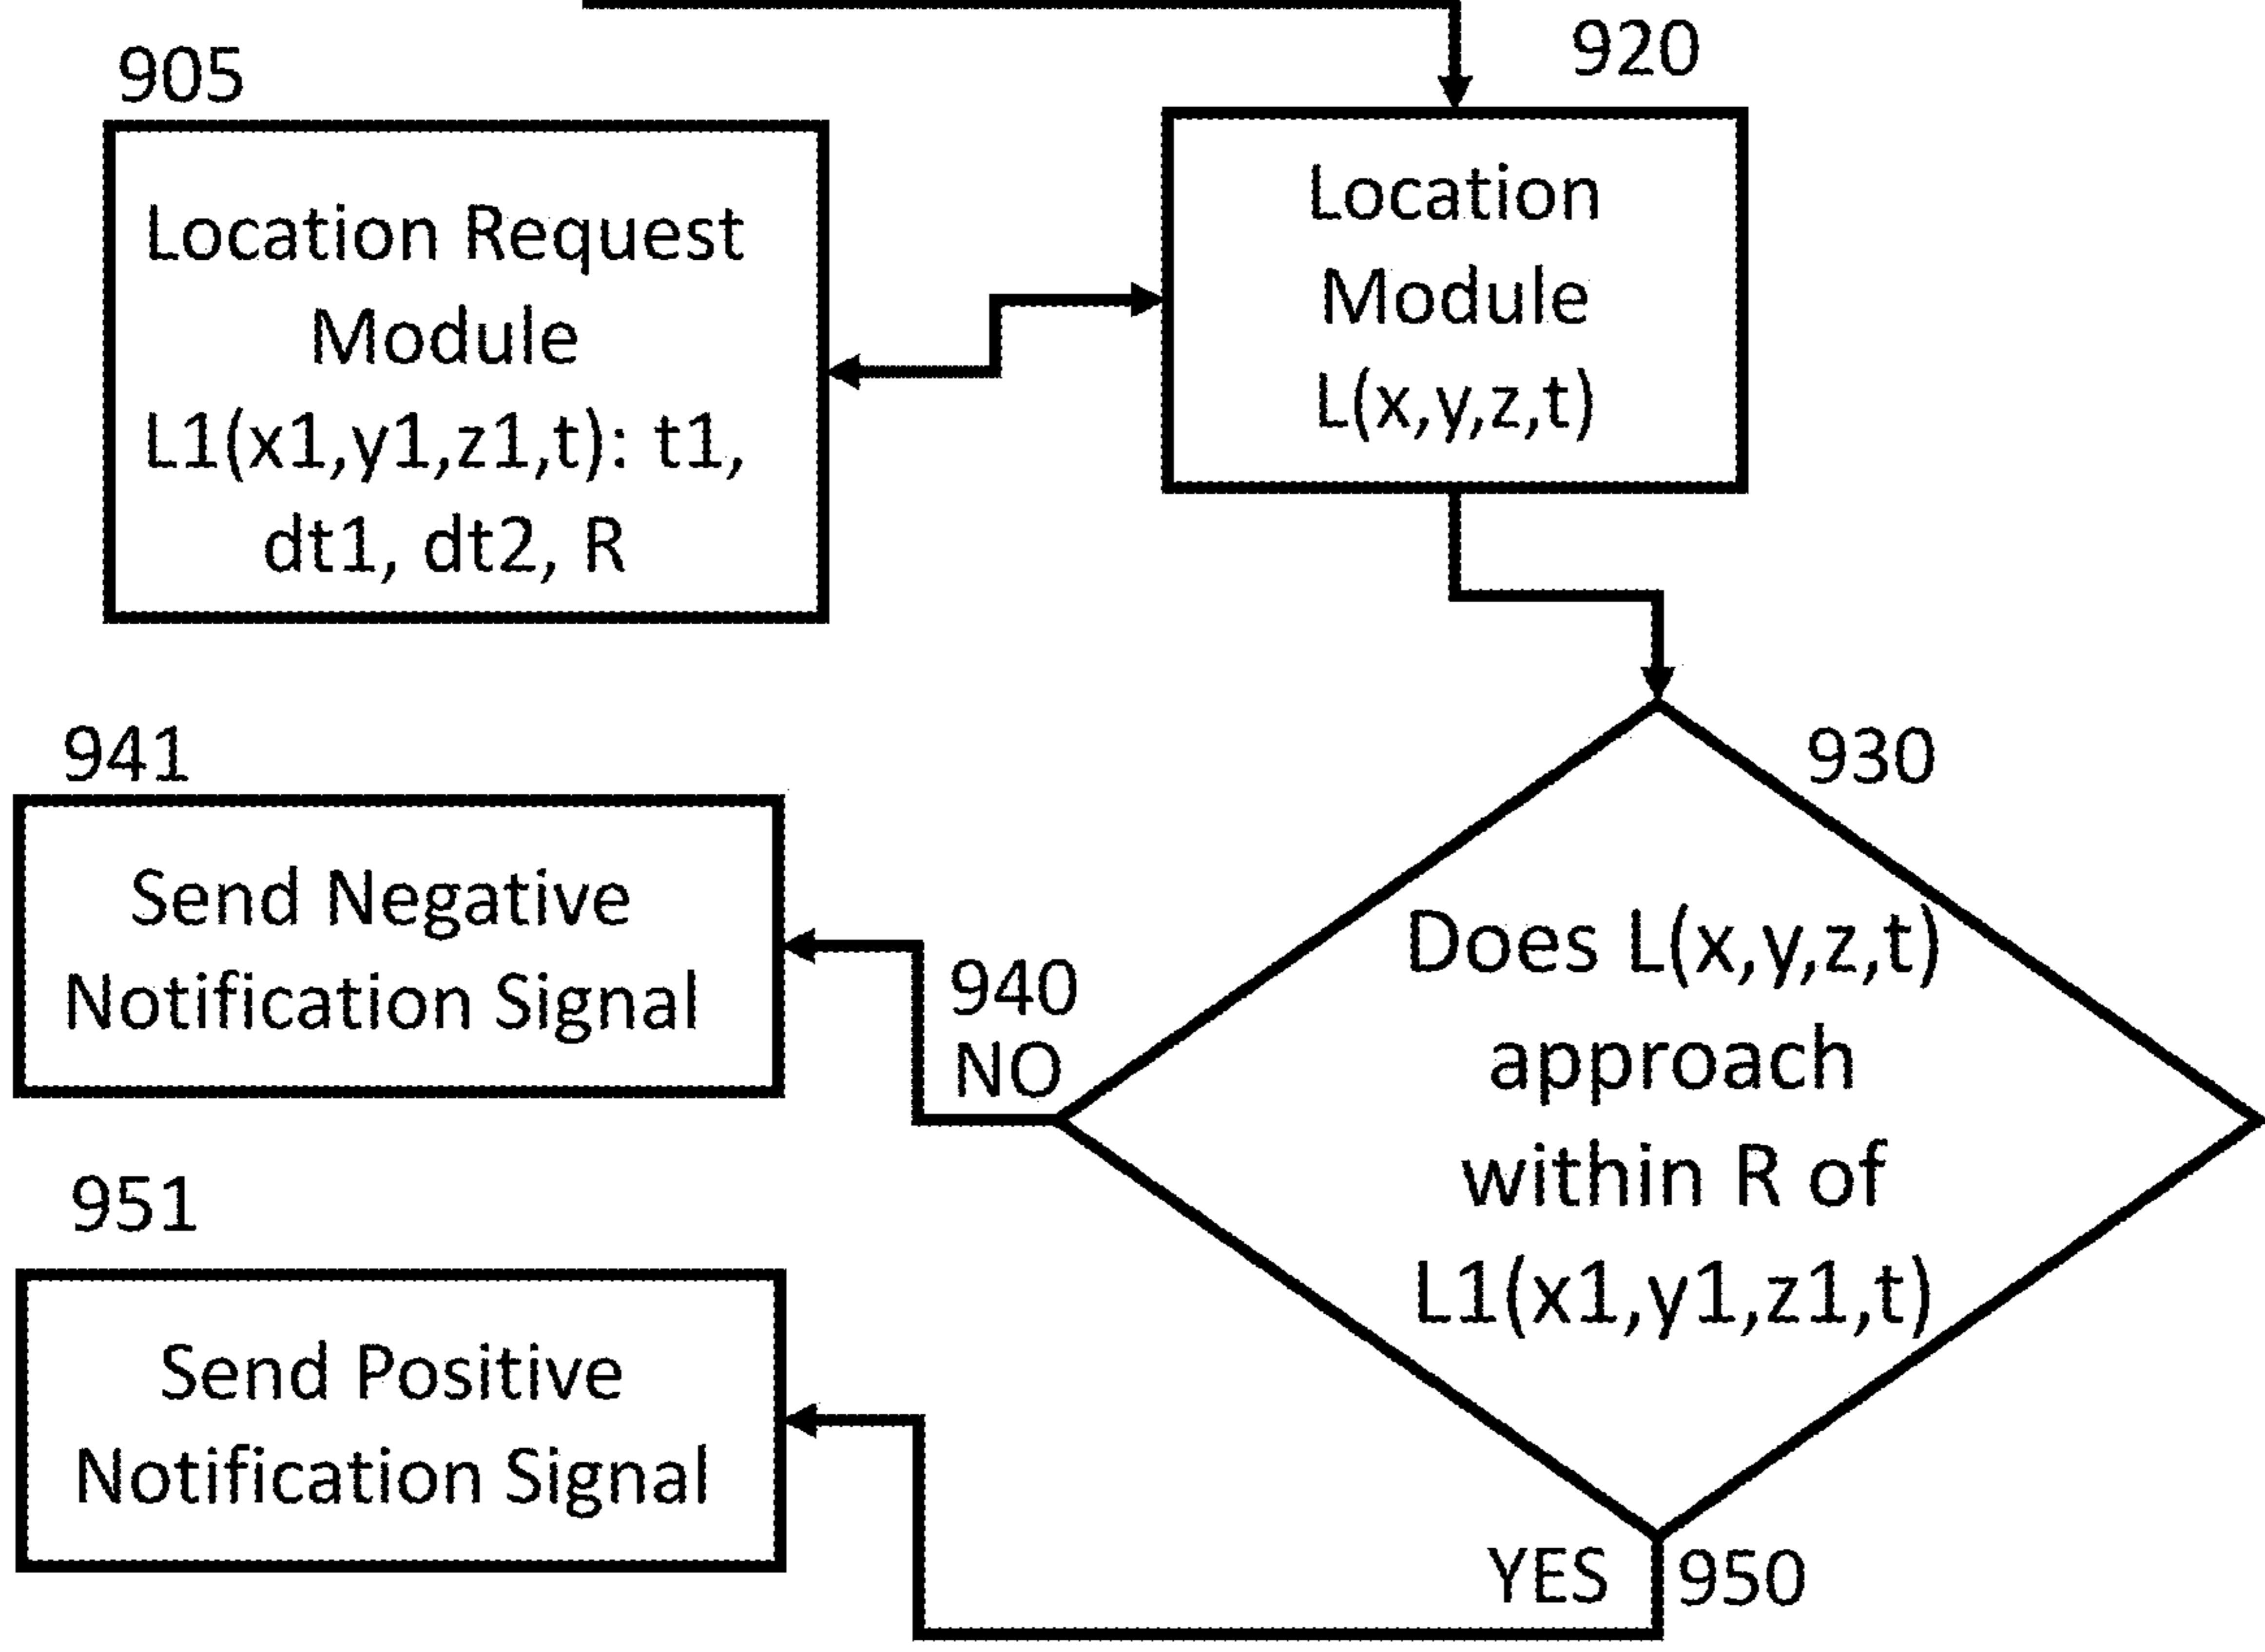 905
Location Request
Module
L1(x1,y1,z1,t): t1,
dt1, dt2, R
920
Location
Module
L(x,y,z,t)
930
Does L(x,y,z,t)
approach
within R of
L1(x1,y1,z1,t)
940
NO
941
Send Negative
Notification Signal
YES 950
951
Send Positive
Notification Signal